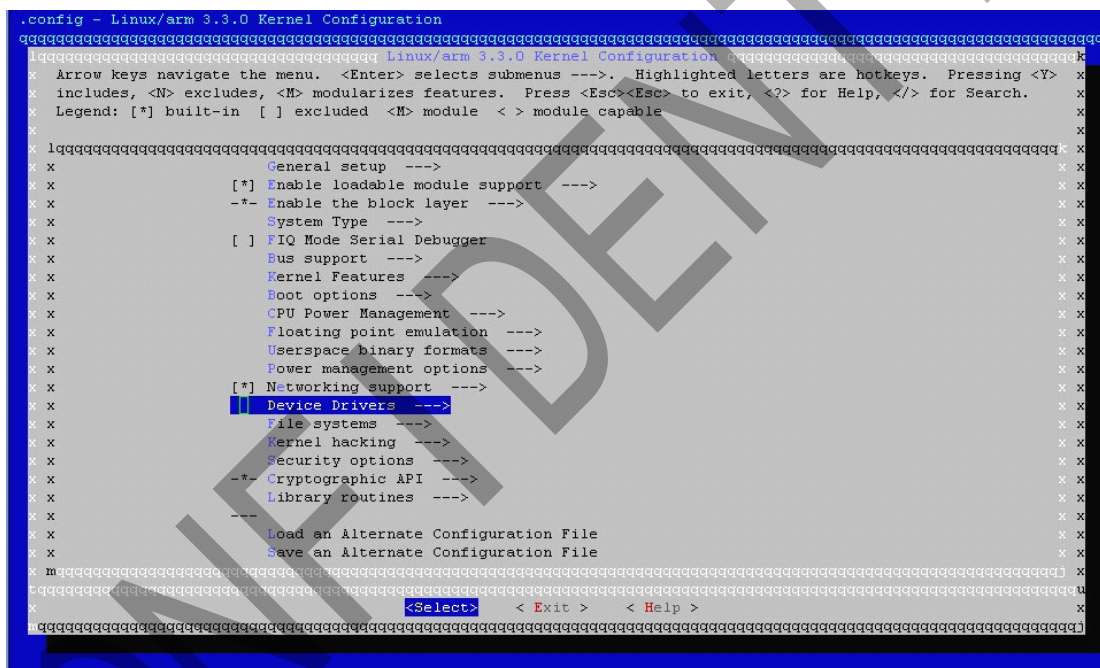 .config - Linux/arm 3.3.0 Kernel Configuration
Linux/arm 3.3.0 Kernel Configuration
Arrow keys navigate the menu. <Enter> selects submenus --->. Highlighted letters are hotkeys. Pressing <Y>
includes, <N> excludes, <M> modularizes features. Press <Esc><Esc> to exit, <?> for Help, </> for Search.
Legend: [*] built-in [ ] excluded <M> module < > module capable
General setup --->
[*] Enable loadable module support --->
-*- Enable the block layer --->
System Type --->
[ ] FIQ Mode Serial Debugger
Bus support --->
Kernel Features --->
Boot options --->
CPU Power Management --->
Floating point emulation --->
Userspace binary formats --->
Power management options --->
[*] Networking support --->
Device Drivers --->
File systems --->
Kernel hacking --->
Security options --->
-*- Cryptographic API --->
Library routines --->
---
Load an Alternate Configuration File
Save an Alternate Configuration File
<Select> < Exit > < Help >